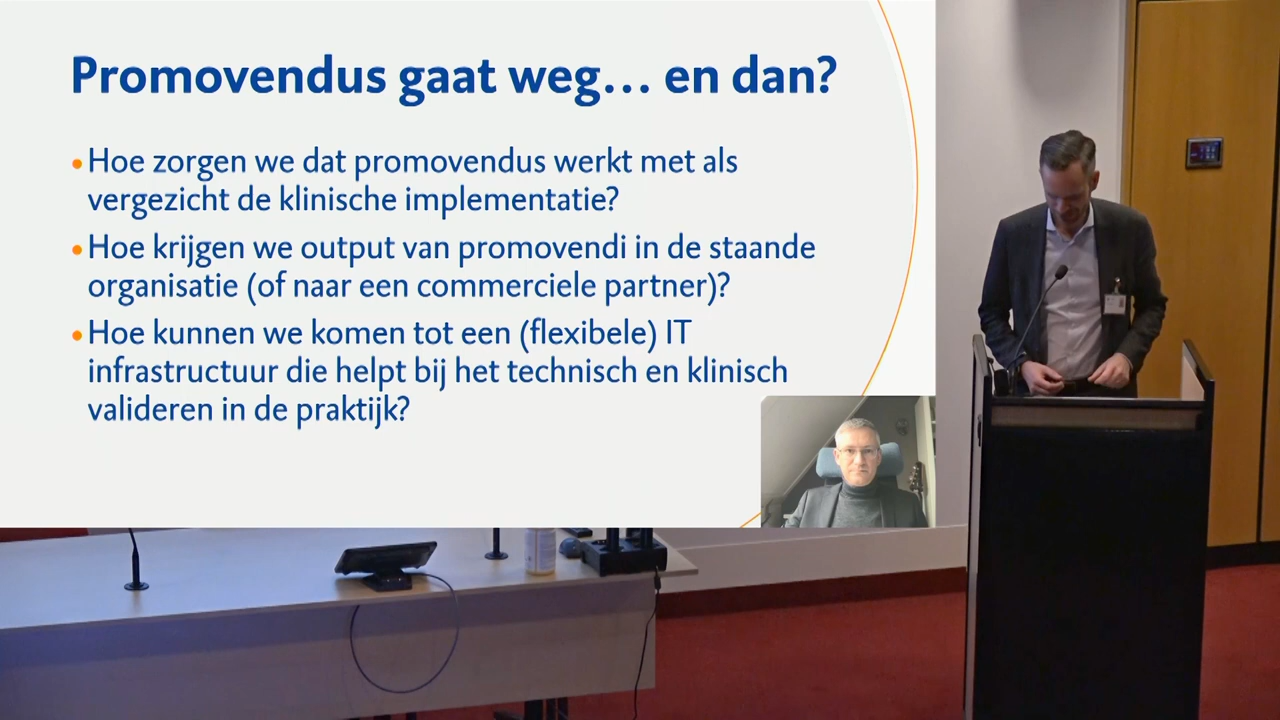 Promovendus gaat weg... en dan?
•Hoe zorgen we dat promovendus werkt met als
vergezicht de klinische implementatie?
•Hoe krijgen we output van promovendi in de staande
organisatie (of naar een commerciele partner)?
•Hoe kunnen we komen tot een (flexibele) IT
infrastructuur die helpt bij het technisch en klinisch
valideren in de praktijk?